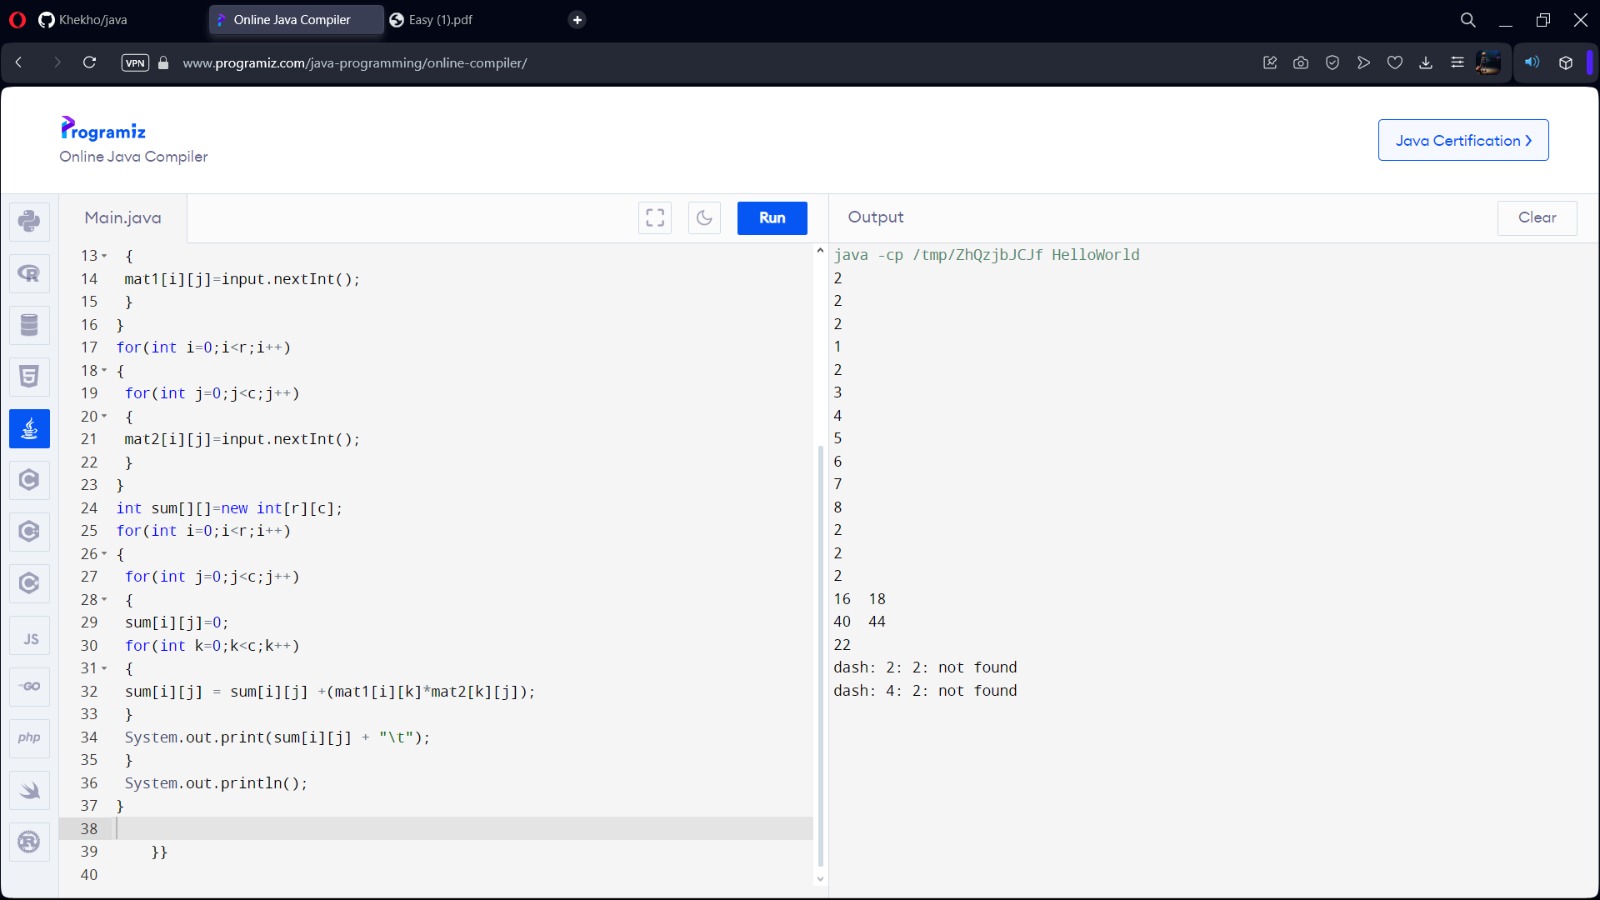 Khekho/java
Online Java Compiler
Easy (1).pdf
VPN
www.programiz.com/java-programming/online-compiler/
Programiz
Online Java Compiler
Java Certification
Main.java
Run
Output
Clear
13 {
14 mat1[i][j]=input.nextInt();
15 }
16 }
17 for(int i=0;i<r;i++)
18 {
19 for(int j=0;j<c;j++)
20 {
21 mat2[i][j]=input.nextInt();
22 }
23 }
24 int sum[][]=new int[r][c];
25 for(int i=0;i<r;i++)
26 {
27 for(int j=0;j<c;j++)
28 {
29 sum[i][j]=0;
30 for(int k=0;k<c;k++)
31 {
32 sum[i][j] = sum[i][j] +(mat1[i][k]*mat2[k][j]);
33 }
34 System.out.print(sum[i][j] + "\t");
35 }
36 System.out.println();
37 }
38
39 }}
40
java -cp /tmp/ZhQzjbJCJf HelloWorld
2
2
2
1
2
3
4
5
6
7
8
2
2
2
16 18
40 44
22
dash: 2: 2: not found
dash: 4: 2: not found
R
5
C
C
C
JS
GO
php
R